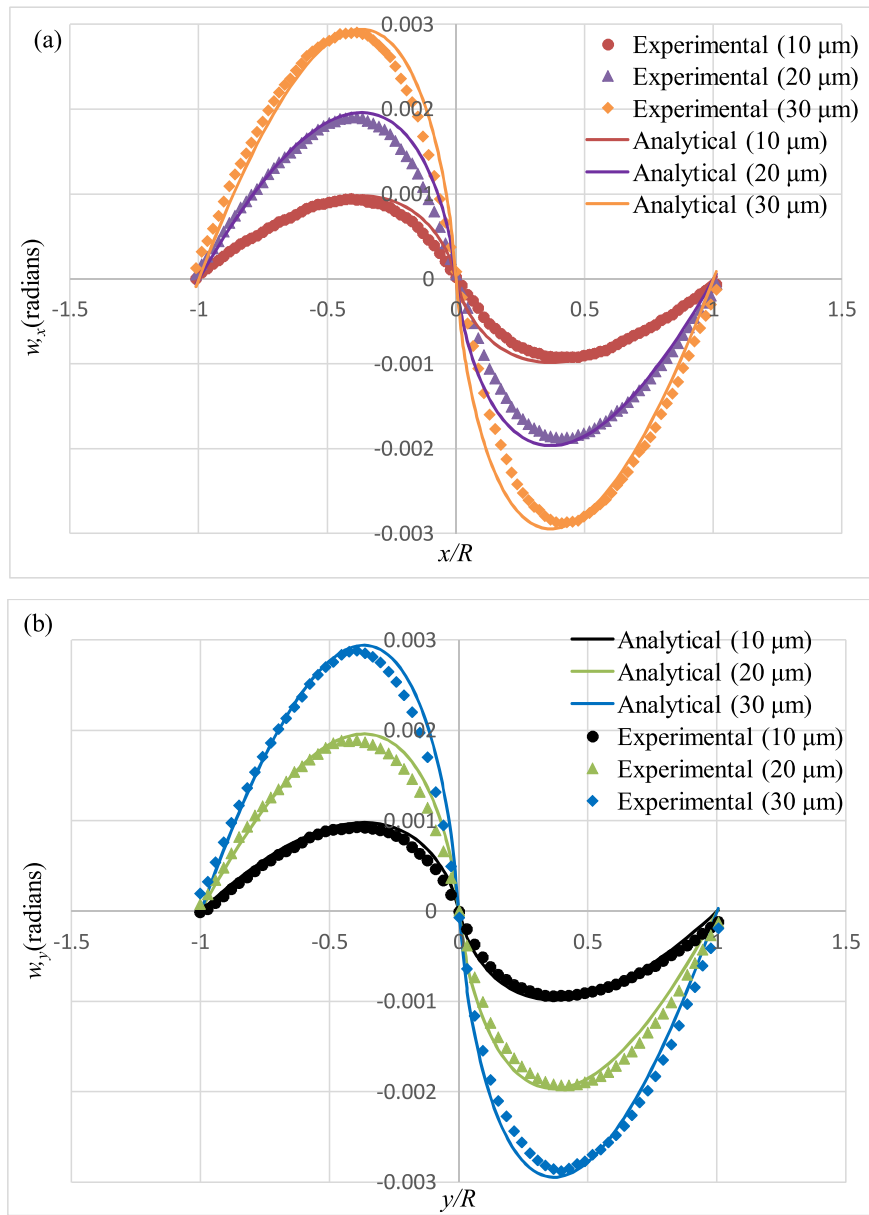 (a)
0.003
Experimental (10 μm)
Experimental (20 μm)
Experimental (30 μm)
Analytical (10 μm)
Analytical (20 μm)
Analytical (30 μm)
0.002
0.001
0
-1.5 -1 -0.5 0 0.5 1 1.5
-0.001
-0.002
-0.003
w,x(radians)
x/R
(b)
0.003
Analytical (10 μm)
Analytical (20 μm)
Analytical (30 μm)
Experimental (10 μm)
Experimental (20 μm)
Experimental (30 μm)
0.002
0.001
0
-1.5 -1 -0.5 0 0.5 1 1.5
-0.001
-0.002
-0.003
w,y(radians)
y/R